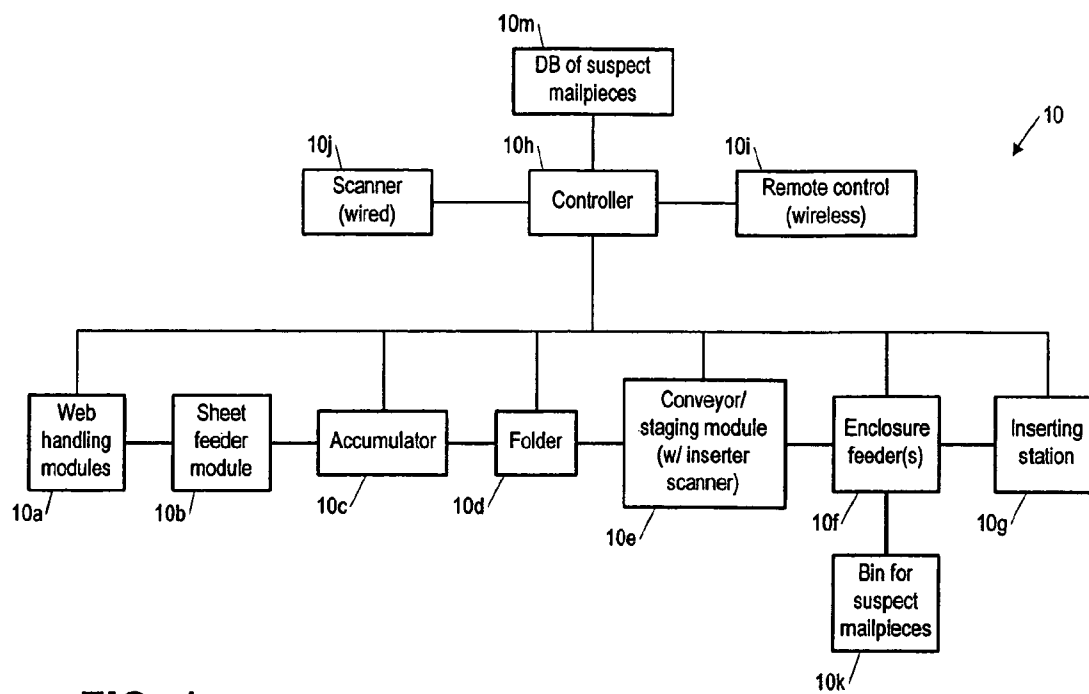 10m
DB of suspect
mailpieces
10
10j
10h
10i
Scanner
(wired)
Controller
Remote control
(wireless)
Web
handling
modules
Sheet
feeder
module
Accumulator
Folder
Conveyor/
staging module
(w/ inserter
scanner)
Enclosure
feeder(s)
Inserting
station
10a
10b
10c
10d
10e
10f
10g
Bin for
suspect
mailpieces
10k